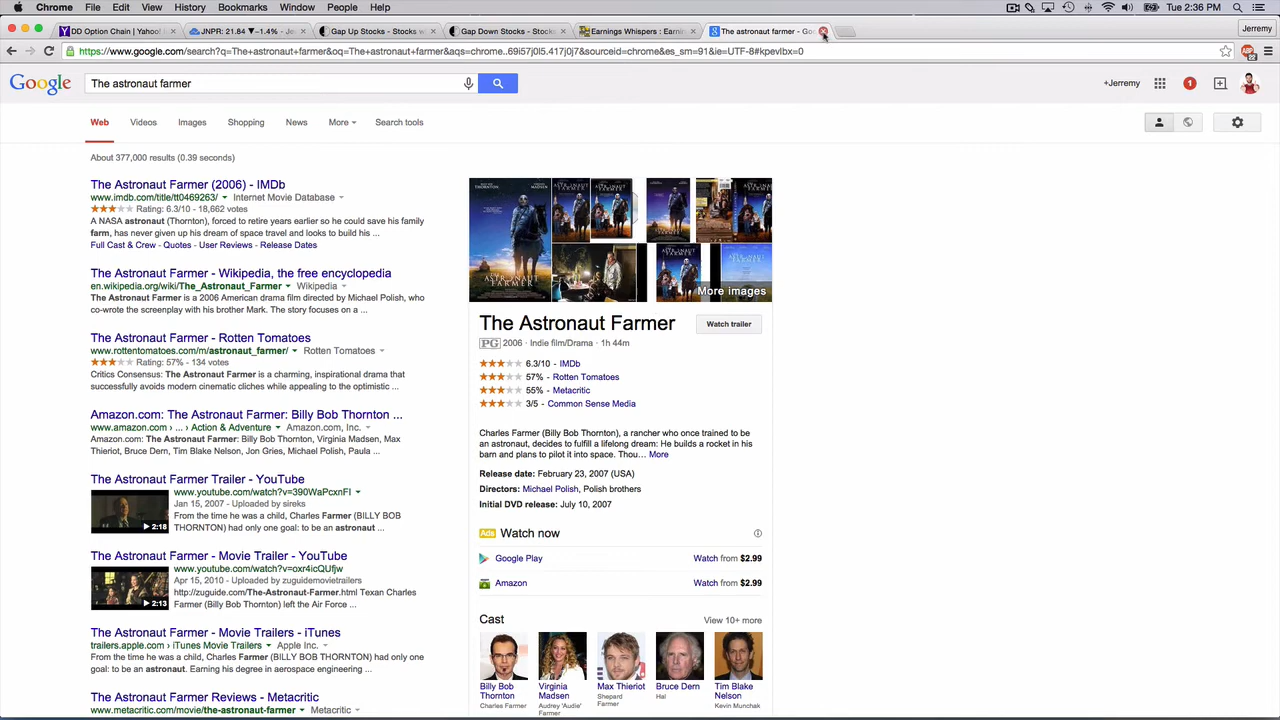 Chrome File Edit View History Bookmarks Window People Help
Tue 2:36 PM
DD Option Chain | Yahoo
JNPR: 21.84 ▼-1.4% - Je
Gap Up Stocks - Stocks w
Gap Down Stocks - Stocks
Earnings Whispers : Earnin
The astronaut farmer - Go
Jerremy
https://www.google.com/search?q=The+astronaut+farmer&oq=The+astronaut+farmer&aqs=chrome..69i57j0l5.417j0j7&sourceid=chrome&es_sm=91&ie=UTF-8#kpevlbx=0
Google
The astronaut farmer
+Jerremy
1
Web Videos Images Shopping News More Search tools
About 377,000 results (0.39 seconds)
The Astronaut Farmer (2006) - IMDb
www.imdb.com/title/tt0469263/ Internet Movie Database
Rating: 6.3/10 - 18,662 votes
A NASA astronaut (Thornton), forced to retire years earlier so he could save his family
farm, has never given up his dream of space travel and looks to build his ...
Full Cast & Crew - Quotes - User Reviews - Release Dates
The Astronaut Farmer - Wikipedia, the free encyclopedia
en.wikipedia.org/wiki/The_Astronaut_Farmer Wikipedia
The Astronaut Farmer is a 2006 American drama film directed by Michael Polish, who
co-wrote the screenplay with his brother Mark. The story focuses on a ...
The Astronaut Farmer - Rotten Tomatoes
www.rottentomatoes.com/m/astronaut_farmer/ Rotten Tomatoes
Rating: 57% - 134 votes
Critics Consensus: The Astronaut Farmer is a charming, inspirational drama that
successfully avoids modern cinematic cliches while appealing to the optimistic ...
Amazon.com: The Astronaut Farmer: Billy Bob Thornton ...
www.amazon.com › ... › Action & Adventure Amazon.com, Inc.
Amazon.com: The Astronaut Farmer: Billy Bob Thornton, Virginia Madsen, Max
Thieriot, Bruce Dern, Tim Blake Nelson, Jon Gries, Michael Polish, Paula ...
The Astronaut Farmer Trailer - YouTube
www.youtube.com/watch?v=390WaPcxnFI
Jan 15, 2007 - Uploaded by sireks
From the time he was a child, Charles Farmer (BILLY BOB
THORNTON) had only one goal: to be an astronaut ...
2:18
The Astronaut Farmer - Movie Trailer - YouTube
www.youtube.com/watch?v=oxr4icQUfjw
Apr 15, 2010 - Uploaded by zuguidemovietrailers
http://zuguide.com/The-Astronaut-Farmer.html Texan Charles
Farmer (Billy Bob Thornton) left the Air Force ...
2:13
The Astronaut Farmer - Movie Trailers - iTunes
trailers.apple.com › iTunes Movie Trailers Apple Inc.
From the time he was a child, Charles Farmer (BILLY BOB THORNTON) had only one
goal: to be an astronaut. Earning his degree in aerospace engineering ...
The Astronaut Farmer Reviews - Metacritic
www.metacritic.com/movie/the-astronaut-farmer Metacritic
THORNTON MADSEN
ASTRONAUT
FARMER
More images
The Astronaut Farmer
Watch trailer
PG 2006 · Indie film/Drama · 1h 44m
6.3/10 - IMDb
57% - Rotten Tomatoes
55% - Metacritic
3/5 - Common Sense Media
Charles Farmer (Billy Bob Thornton), a rancher who once trained to be
an astronaut, decides to fulfill a lifelong dream: He builds a rocket in his
barn and plans to pilot it into space. Thou… More
Release date: February 23, 2007 (USA)
Directors: Michael Polish, Polish brothers
Initial DVD release: July 10, 2007
Ads Watch now
Google Play Watch from $2.99
Amazon Watch from $2.99
Cast View 10+ more
Billy Bob Thornton
Charles Farmer
Virginia Madsen
Audrey 'Audie' Farmer
Max Thieriot
Shepard Farmer
Bruce Dern
Hal
Tim Blake Nelson
Kevin Munchak